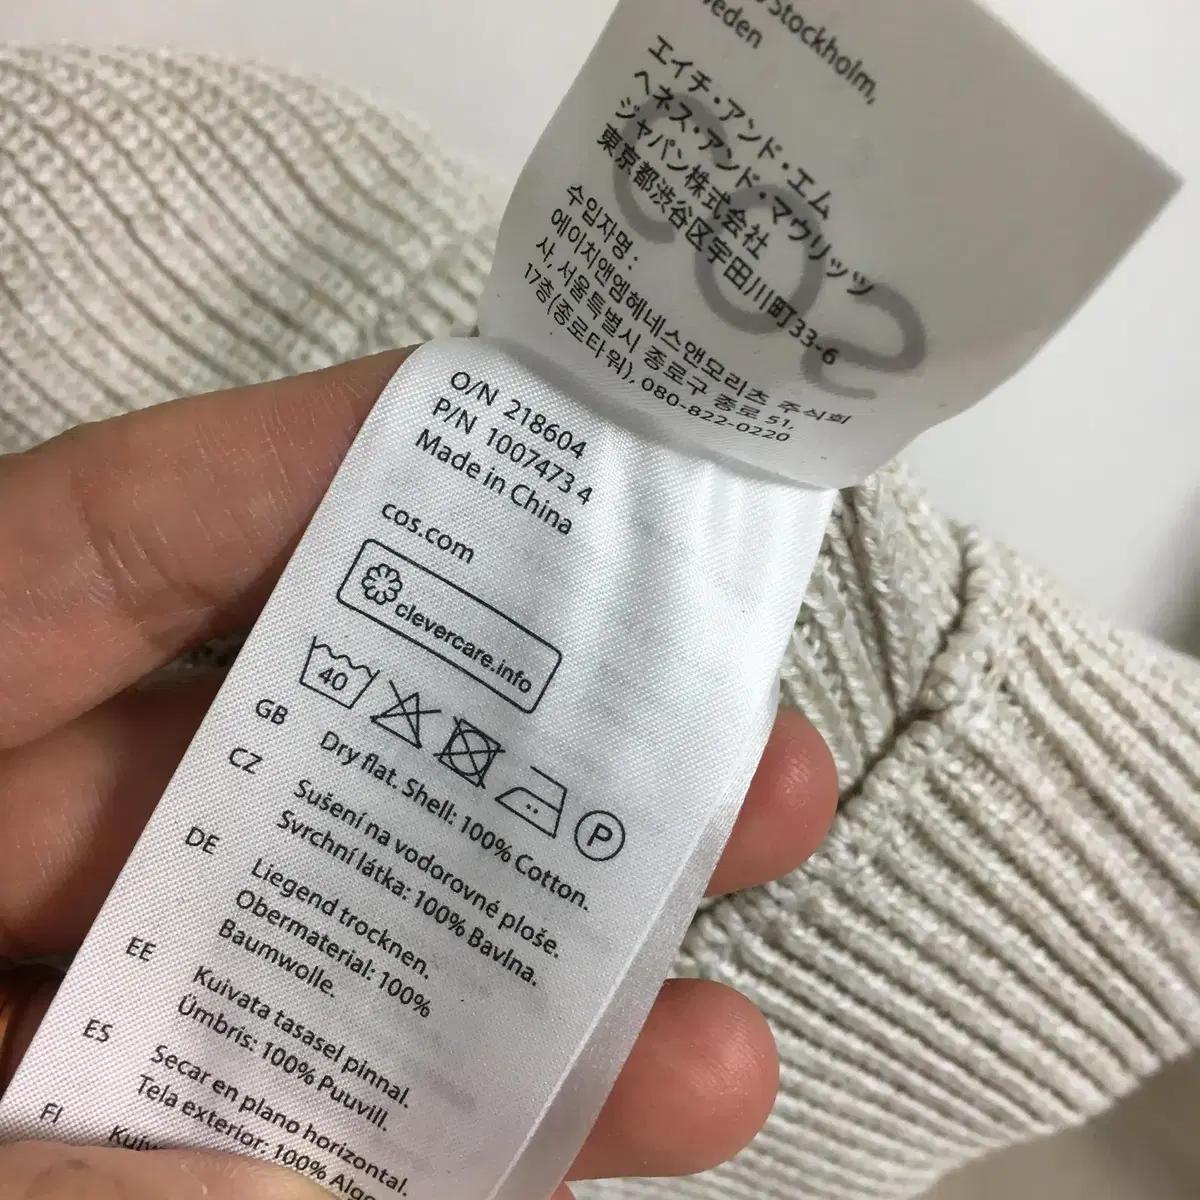 Stockholm,
eden
エイチ・アンド・エム
ヘネス・アンド・マウリッツ
ジャパン株式会社
東京都渋谷区宇田川町33-6
수입자명 :
에이치앤엠헤네스앤모리츠 주식회
사, 서울특별시 종로구 종로 51,
17층(종로타워), 080-822-0220
cos
O/N 218604
P/N 1007473 4
Made in China
cos.com
clevercare.info
40
P
GB Dry flat. Shell: 100% Cotton.
CZ Sušení na vodorovné ploše.
Svrchní látka: 100% Bavlna.
DE Liegend trocknen.
Obermaterial: 100%
Baumwolle.
EE Kuivata tasasel pinnal.
Úmbris: 100% Puuvill.
ES Secar en plano horizontal.
Tela exterior: 100% Algo
FI Kuiv